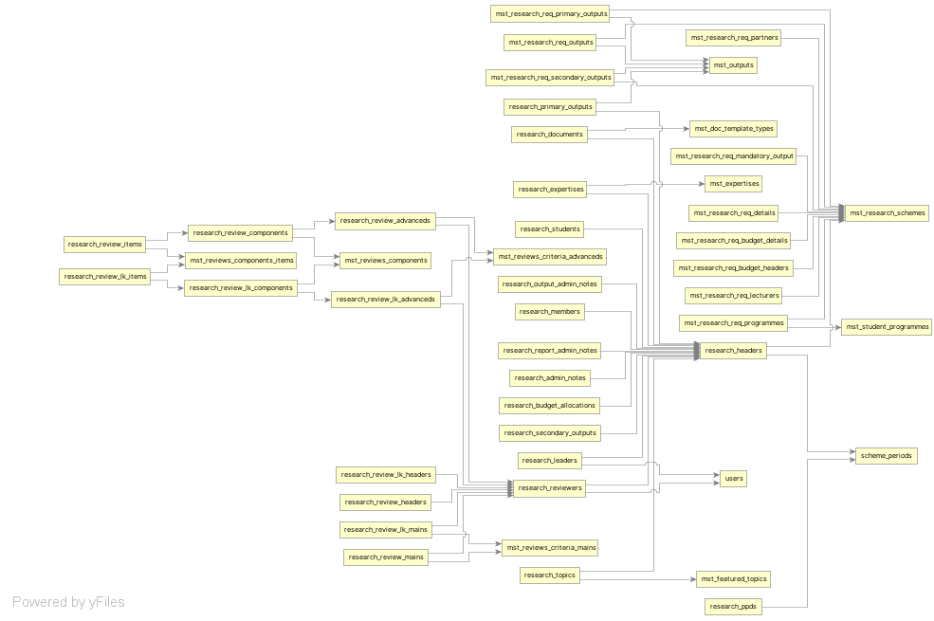 mst_research_req_primary_outputs
mst_research_req_partners
mst_research_req_outputs
mst_outputs
mst_research_req_secondary_outputs
research_primary_outputs
research_documents
mst_doc_template_types
mst_research_req_mandatory_output
research_expertises
mst_expertises
mst_research_req_details
mst_research_schemes
research_review_advanceds
research_review_components
research_students
research_review_items
mst_research_req_budget_details
mst_reviews_components_items
mst_reviews_components
mst_reviews_criteria_advanceds
mst_research_req_budget_headers
research_review_lk_items
research_review_lk_components
research_output_admin_notes
research_review_lk_advanceds
mst_research_req_lecturers
research_members
mst_research_req_programmes
mst_student_programmes
research_report_admin_notes
research_headers
research_admin_notes
research_budget_allocations
research_secondary_outputs
scheme_periods
research_leaders
research_review_lk_headers
users
research_reviewers
research_review_headers
research_review_lk_mains
mst_reviews_criteria_mains
research_review_mains
research_topics
mst_featured_topics
research_ppds
Powered by yFiles